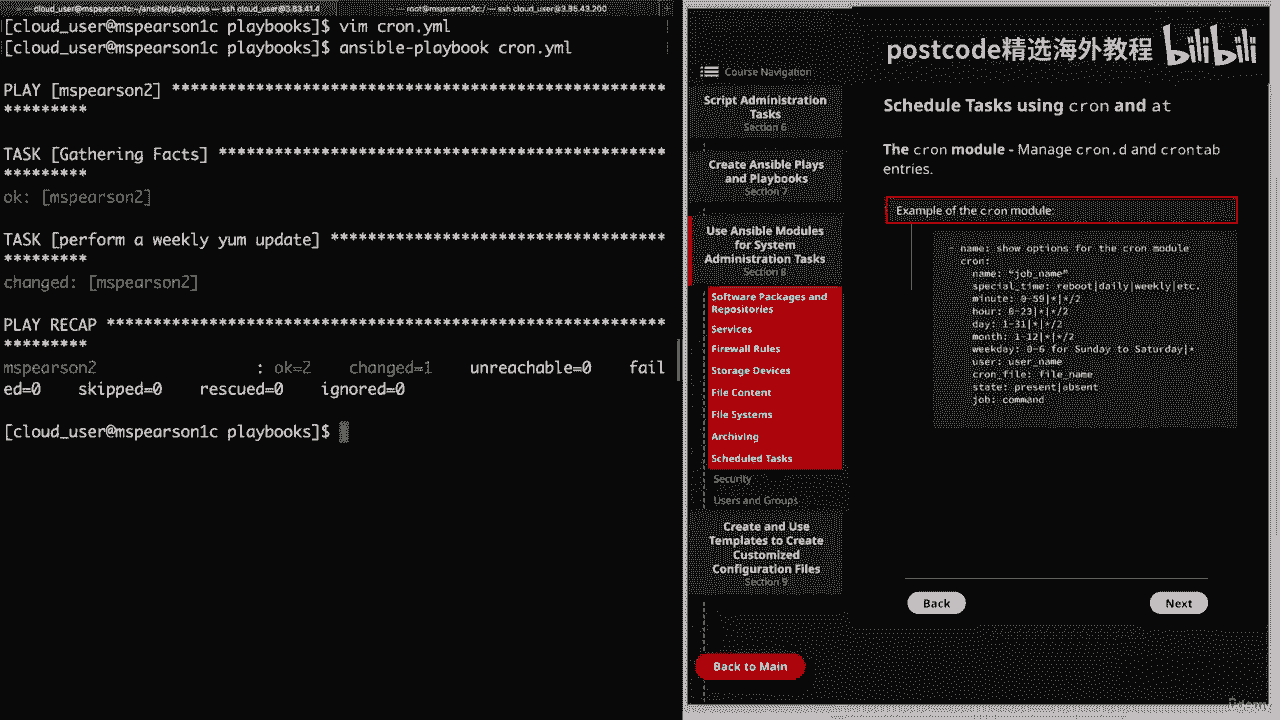 cloud_user@mspearson1c:~/ansible/playbooks — ssh cloud_user@3.83.41.4
root@mspearson2c:/ — ssh cloud_user@3.95.43.200
[cloud_user@mspearson1c playbooks]$ vim cron.yml
[cloud_user@mspearson1c playbooks]$ ansible-playbook cron.yml
PLAY [mspearson2] *****************************************************
*********
TASK [Gathering Facts] ************************************************
*********
ok: [mspearson2]
TASK [perform a weekly yum update] ************************************
*********
changed: [mspearson2]
PLAY RECAP ************************************************************
*********
mspearson2 : ok=2 changed=1 unreachable=0 fail
ed=0 skipped=0 rescued=0 ignored=0
[cloud_user@mspearson1c playbooks]$
postcode精选海外教程 bilibili
Course Navigation
Script Administration
Tasks
Section 6
Create Ansible Plays
and Playbooks
Section 7
Use Ansible Modules
for System
Administration Tasks
Section 8
Software Packages and
Repositories
Services
Firewall Rules
Storage Devices
File Content
File Systems
Archiving
Scheduled Tasks
Security
Users and Groups
Create and Use
Templates to Create
Customized
Configuration Files
Section 9
Back to Main
Schedule Tasks using cron and at
The cron module - Manage cron.d and crontab
entries.
Example of the cron module:
- name: show options for the cron module
cron:
name: "job_name"
special_time: reboot|daily|weekly|etc.
minute: 0-59|*|*/2
hour: 0-23|*|*/2
day: 1-31|*|*/2
month: 1-12|*|*/2
weekday: 0-6 for Sunday to Saturday|*
user: user_name
cron_file: file_name
state: present|absent
job: command
Back
Next
Udemy